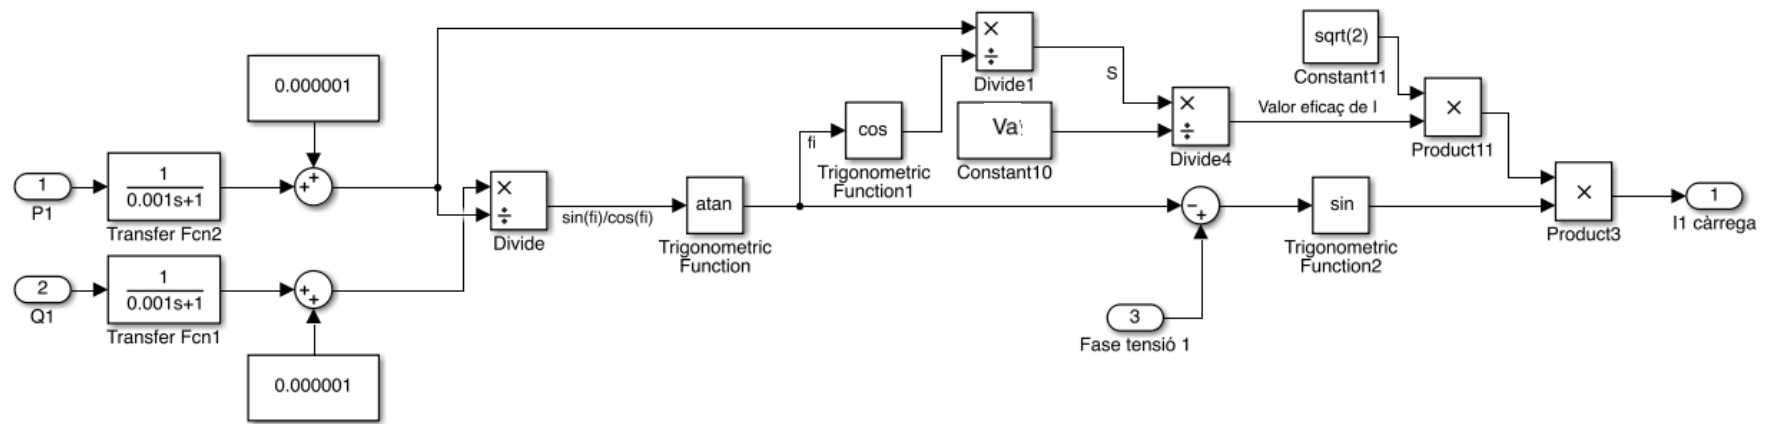 0.000001
1
P1
1
0.001s+1
Transfer Fcn2
+
+
×
÷
Divide
sin(fi)/cos(fi)
atan
Trigonometric
Function
fi
cos
Trigonometric
Function1
×
÷
Divide1
S
Va
Constant10
×
÷
Divide4
Valor eficaç de I
sqrt(2)
Constant11
×
Product11
×
Product3
1
I1 càrrega
−
+
sin
Trigonometric
Function2
3
Fase tensió 1
2
Q1
1
0.001s+1
Transfer Fcn1
+
+
0.000001